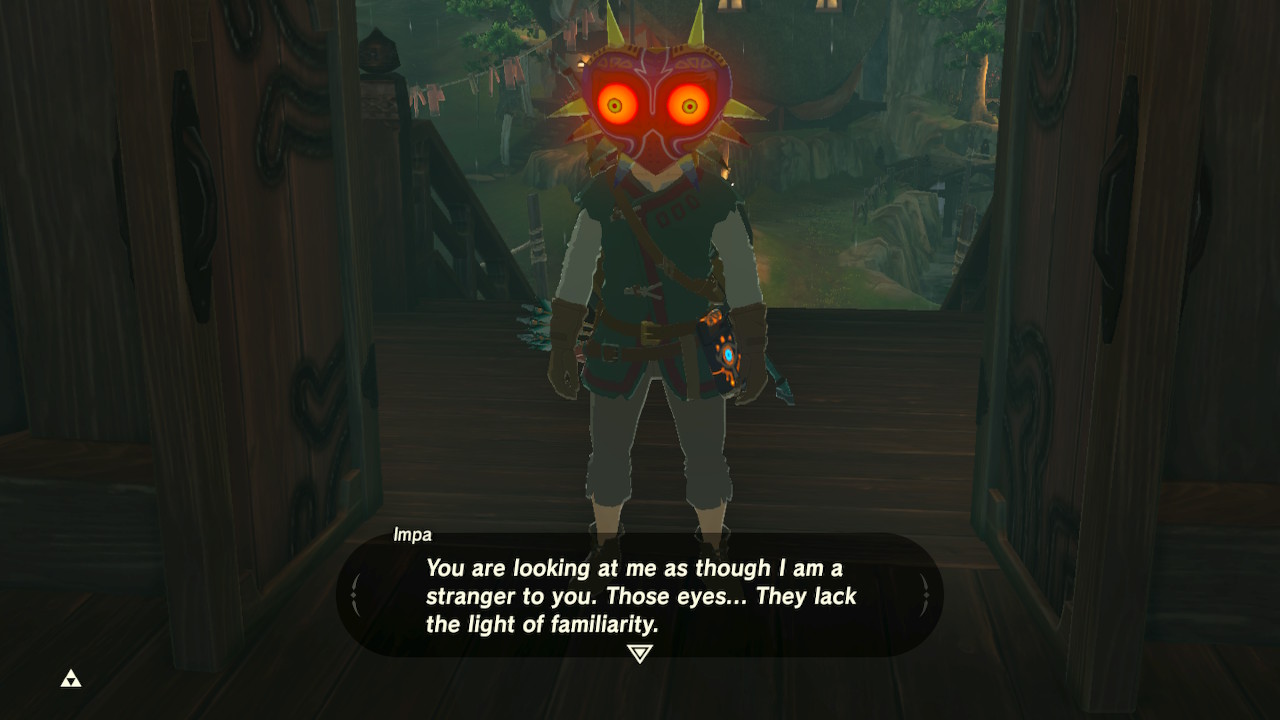 Impa
You are looking at me as though I am a
stranger to you. Those eyes... They lack
the light of familiarity.